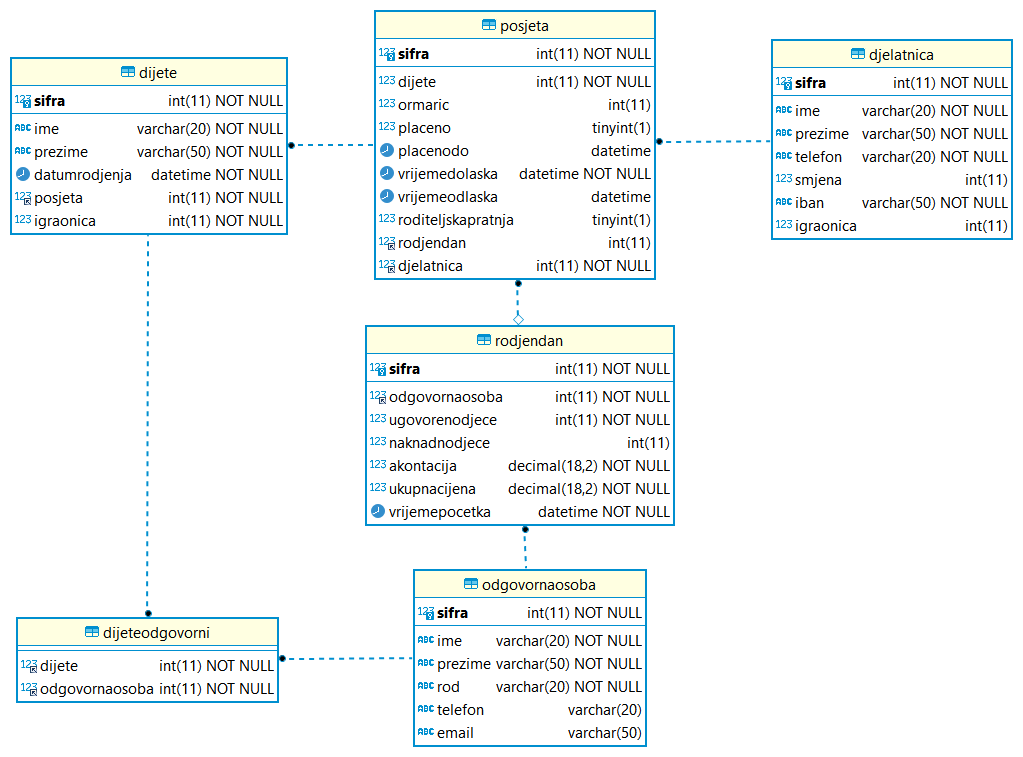 posjeta
sifra int(11) NOT NULL
dijete int(11) NOT NULL
ormaric int(11)
placeno tinyint(1)
placenodo datetime
vrijemedolaska datetime NOT NULL
vrijemeodlaska datetime
roditeljskapratnja tinyint(1)
rodjendan int(11)
djelatnica int(11) NOT NULL
dijete
sifra int(11) NOT NULL
ime varchar(20) NOT NULL
prezime varchar(50) NOT NULL
datumrodjenja datetime NOT NULL
posjeta int(11) NOT NULL
igraonica int(11) NOT NULL
djelatnica
sifra int(11) NOT NULL
ime varchar(20) NOT NULL
prezime varchar(50) NOT NULL
telefon varchar(20) NOT NULL
smjena int(11)
iban varchar(50) NOT NULL
igraonica int(11)
rodjendan
sifra int(11) NOT NULL
odgovornaosoba int(11) NOT NULL
ugovorenodjece int(11) NOT NULL
naknadnodjece int(11)
akontacija decimal(18,2) NOT NULL
ukupnacijena decimal(18,2) NOT NULL
vrijemepocetka datetime NOT NULL
dijeteodgovorni
dijete int(11) NOT NULL
odgovornaosoba int(11) NOT NULL
odgovornaosoba
sifra int(11) NOT NULL
ime varchar(20) NOT NULL
prezime varchar(50) NOT NULL
rod varchar(20) NOT NULL
telefon varchar(20)
email varchar(50)